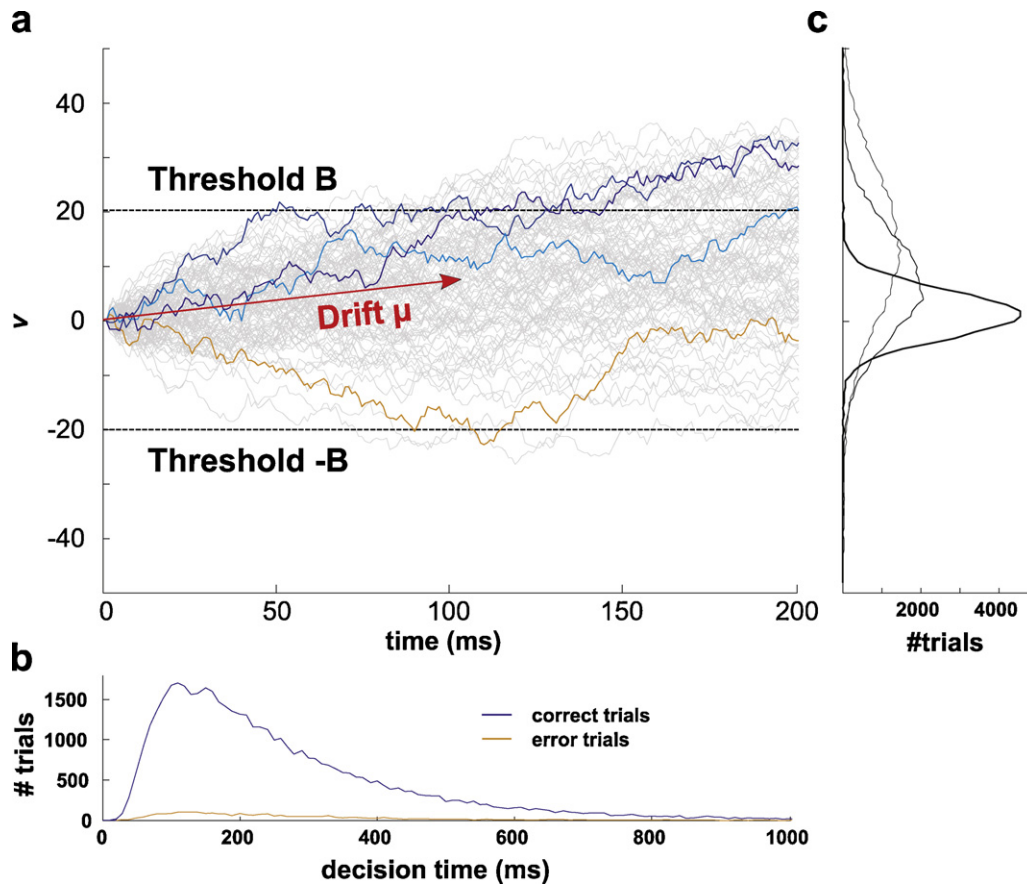 a
c
40
Threshold B
20
v
0
Drift μ
-20
Threshold -B
-40
0
50
100
150
200
time (ms)
2000
4000
#trials
b
1500
correct trials
# trials
1000
error trials
500
0
0
200
400
600
800
1000
decision time (ms)